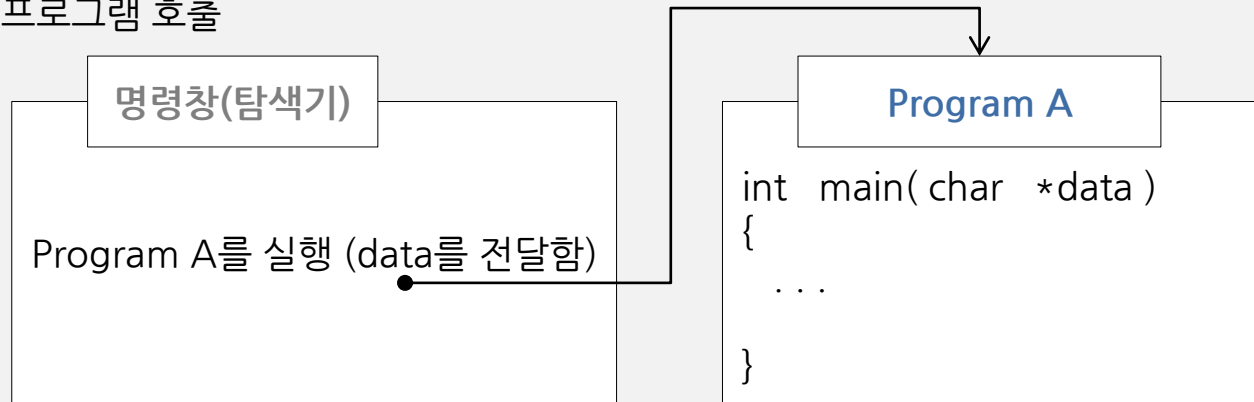 프로그램 호출
명령창(탐색기)
Program A를 실행 (data를 전달함)
Program A
int main( char *data )
{
. . .
}